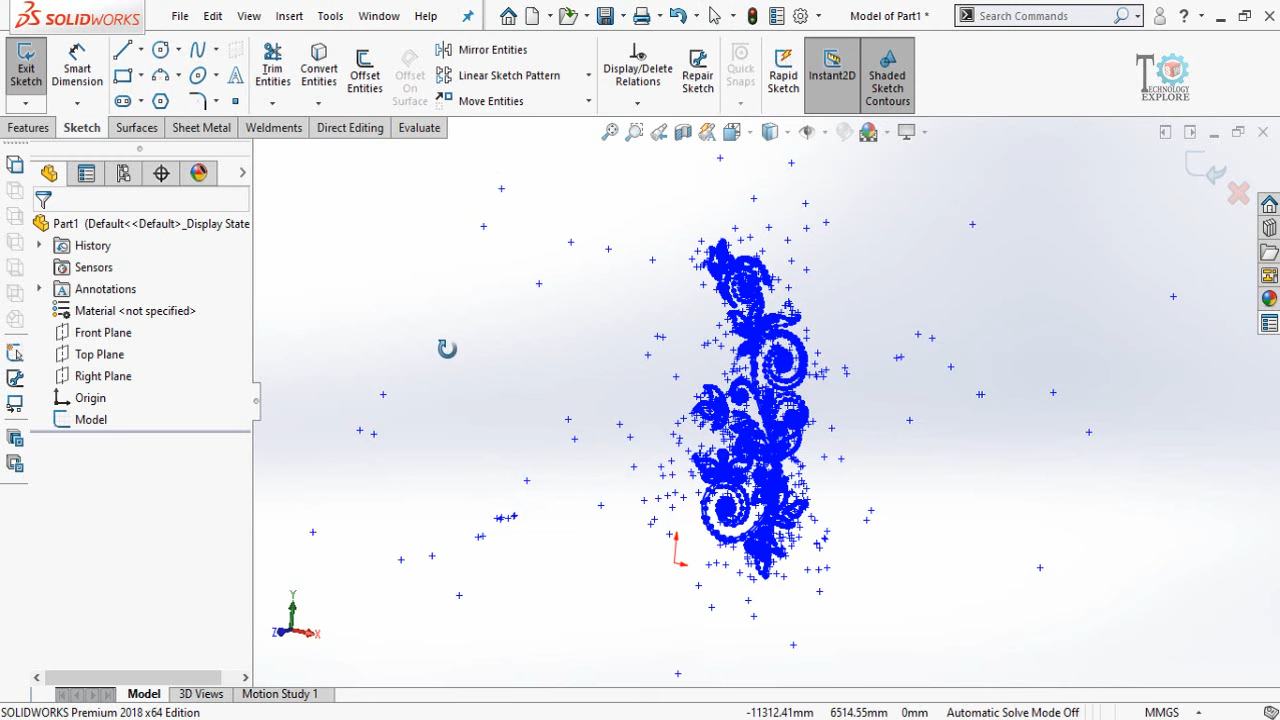 SOLIDWORKS File Edit View Insert Tools Window Help Model of Part1 * Search Commands ?
Exit Sketch
Smart Dimension
Trim Entities
Convert Entities
Offset Entities
Offset On Surface
Mirror Entities
Linear Sketch Pattern
Move Entities
Display/Delete Relations
Repair Sketch
Quick Snaps
Rapid Sketch
Instant2D
Shaded Sketch Contours
TECHNOLOGY
EXPLORE
Features Sketch Surfaces Sheet Metal Weldments Direct Editing Evaluate
Part1 (Default<<Default>_Display State
History
Sensors
Annotations
Material <not specified>
Front Plane
Top Plane
Right Plane
Origin
Model
Y
Z X
Model 3D Views Motion Study 1
SOLIDWORKS Premium 2018 x64 Edition -11312.41mm 6514.55mm 0mm Automatic Solve Mode Off MMGS